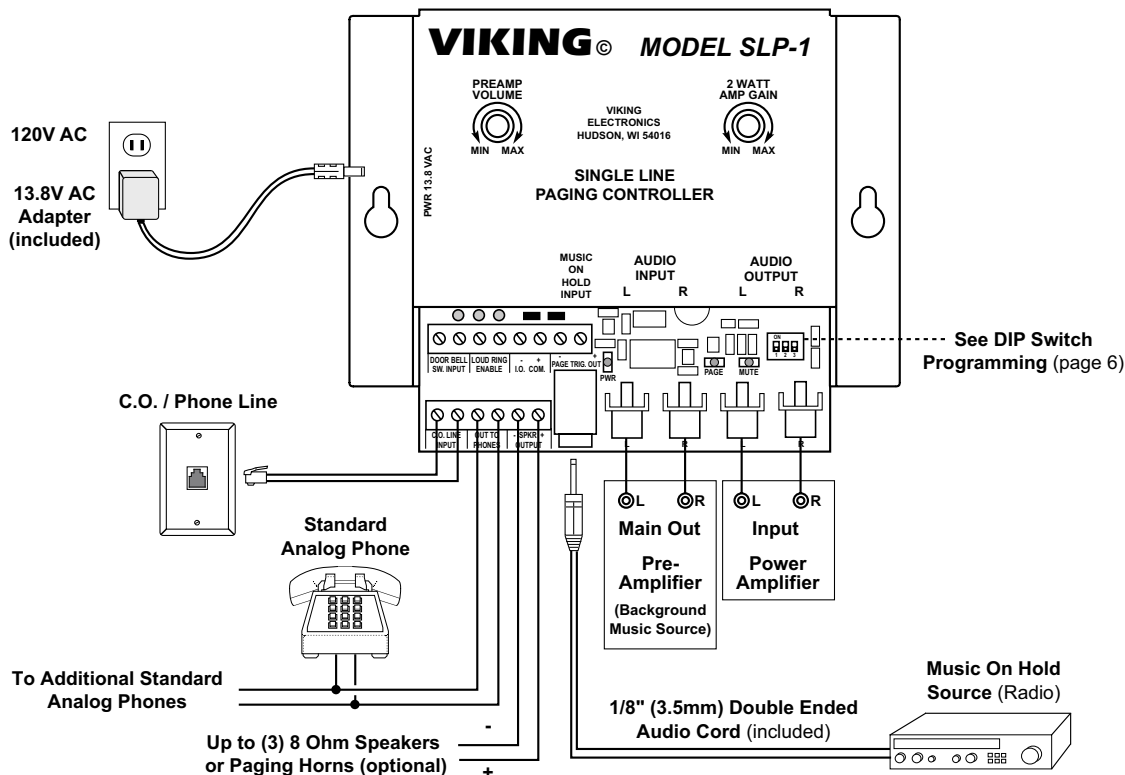 VIKING© MODEL SLP-1
PREAMP
VOLUME
MIN MAX
2 WATT
AMP GAIN
MIN MAX
VIKING
ELECTRONICS
HUDSON, WI 54016
SINGLE LINE
PAGING CONTROLLER
PWR 13.8 VAC
120V AC
13.8V AC
Adapter
(included)
MUSIC
ON
HOLD
INPUT
AUDIO
INPUT
L R
AUDIO
OUTPUT
L R
ON
1 2 3
DOOR BELL
SW. INPUT
LOUD RING
ENABLE
- +
I.O. COM.
- +
PAGE TRIG. OUT
PWR
PAGE
MUTE
See DIP Switch
Programming (page 6)
C.O. / Phone Line
C.O. LINE
INPUT
OUT TO
PHONES
- SPKR +
OUTPUT
L R L R
L R
Main Out
Pre-
Amplifier
(Background
Music Source)
L R
Input
Power
Amplifier
Standard
Analog Phone
To Additional Standard
Analog Phones
-
Up to (3) 8 Ohm Speakers
or Paging Horns (optional)
+
1/8" (3.5mm) Double Ended
Audio Cord (included)
Music On Hold
Source (Radio)